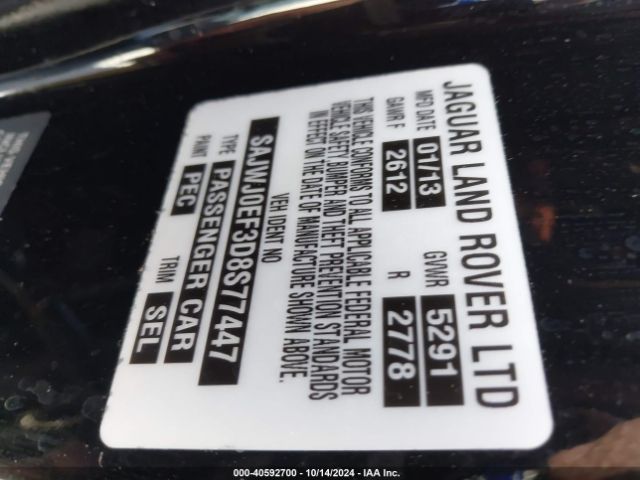 JAGUAR LAND ROVER LTD
MFD DATE 01/13 GVWR 5291
GAWR F 2612 R 2778
THIS VEHICLE CONFORMS TO ALL APPLICABLE FEDERAL MOTOR
VEHICLE SAFETY, BUMPER AND THEFT PREVENTION STANDARDS
IN EFFECT ON THE DATE OF MANUFACTURE SHOWN ABOVE.
VEH IDENT NO
SAJWJ0EF3D8S77447
TYPE PASSENGER CAR
PAINT PEC TRIM SEL
000-40592700 - 10/14/2024 - IAA Inc.